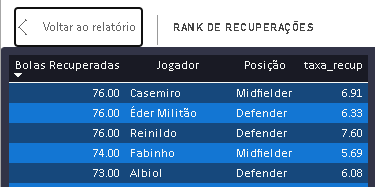 Voltar ao relatório RANK DE RECUPERAÇÕES
Bolas Recuperadas Jogador Posição taxa_recup
76.00 Casemiro Midfielder 6.91
76.00 Éder Militão Defender 6.33
76.00 Reinildo Defender 7.60
74.00 Fabinho Midfielder 5.69
73.00 Albiol Defender 6.08